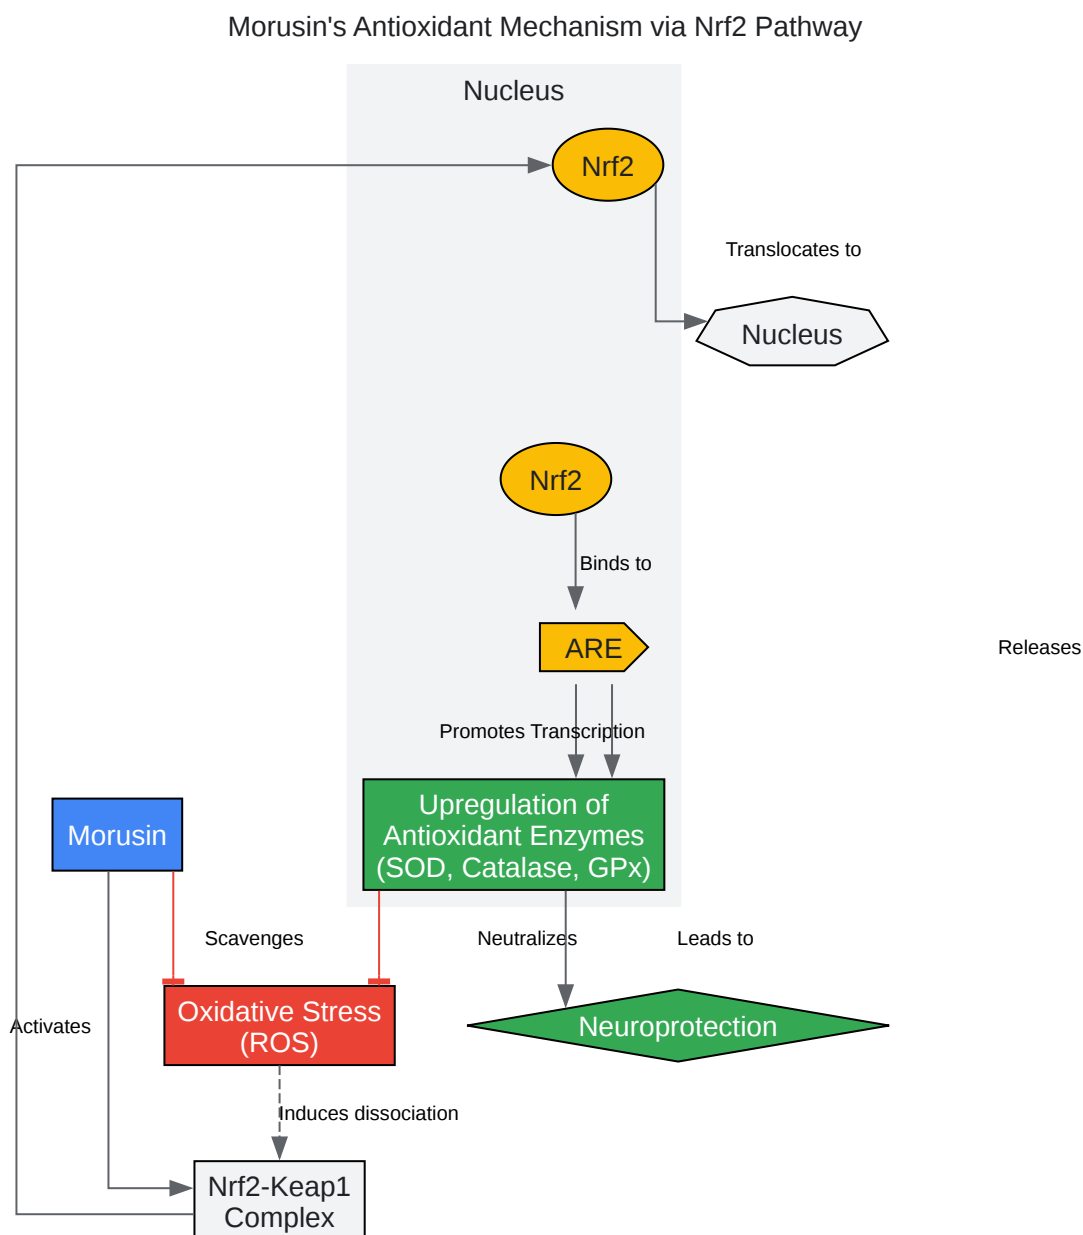 Morusin's Antioxidant Mechanism via Nrf2 Pathway
Nucleus
Nrf2
Translocates to
Nucleus
Nrf2
Binds to
ARE
Releases
Promotes Transcription
Upregulation of
Antioxidant Enzymes
(SOD, Catalase, GPx)
Morusin
Scavenges
Neutralizes
Leads to
Oxidative Stress
(ROS)
Activates
Neuroprotection
Induces dissociation
Nrf2-Keap1
Complex